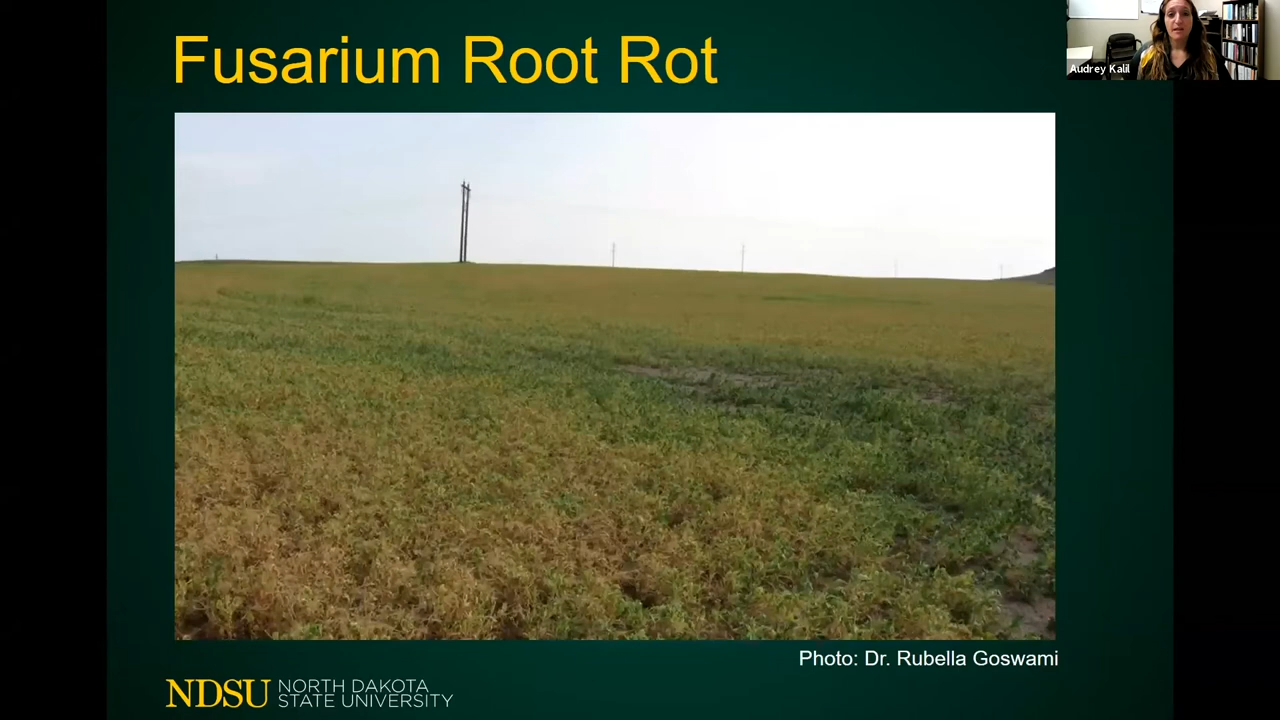 Fusarium Root Rot
Audrey Kalil
Photo: Dr. Rubella Goswami
NDSU NORTH DAKOTA
STATE UNIVERSITY